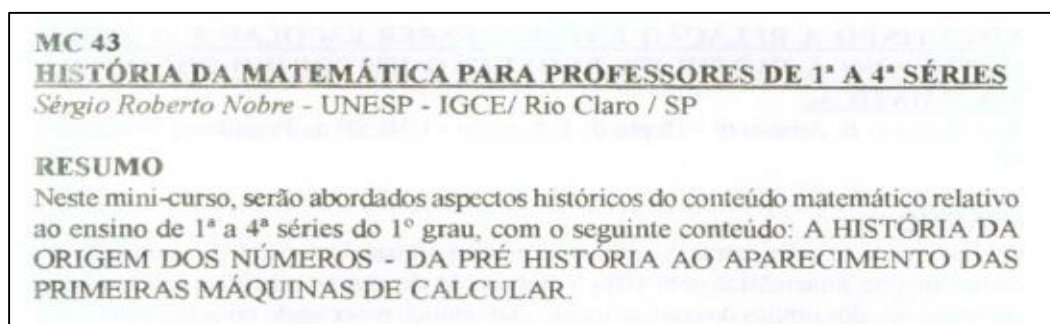 MC 43
HISTÓRIA DA MATEMÁTICA PARA PROFESSORES DE 1ª A 4ª SÉRIES
Sérgio Roberto Nobre - UNESP - IGCE/ Rio Claro / SP
RESUMO
Neste mini-curso, serão abordados aspectos históricos do conteúdo matemático relativo
ao ensino de 1ª a 4ª séries do 1º grau, com o seguinte conteúdo: A HISTÓRIA DA
ORIGEM DOS NÚMEROS - DA PRÉ HISTÓRIA AO APARECIMENTO DAS
PRIMEIRAS MÁQUINAS DE CALCULAR.